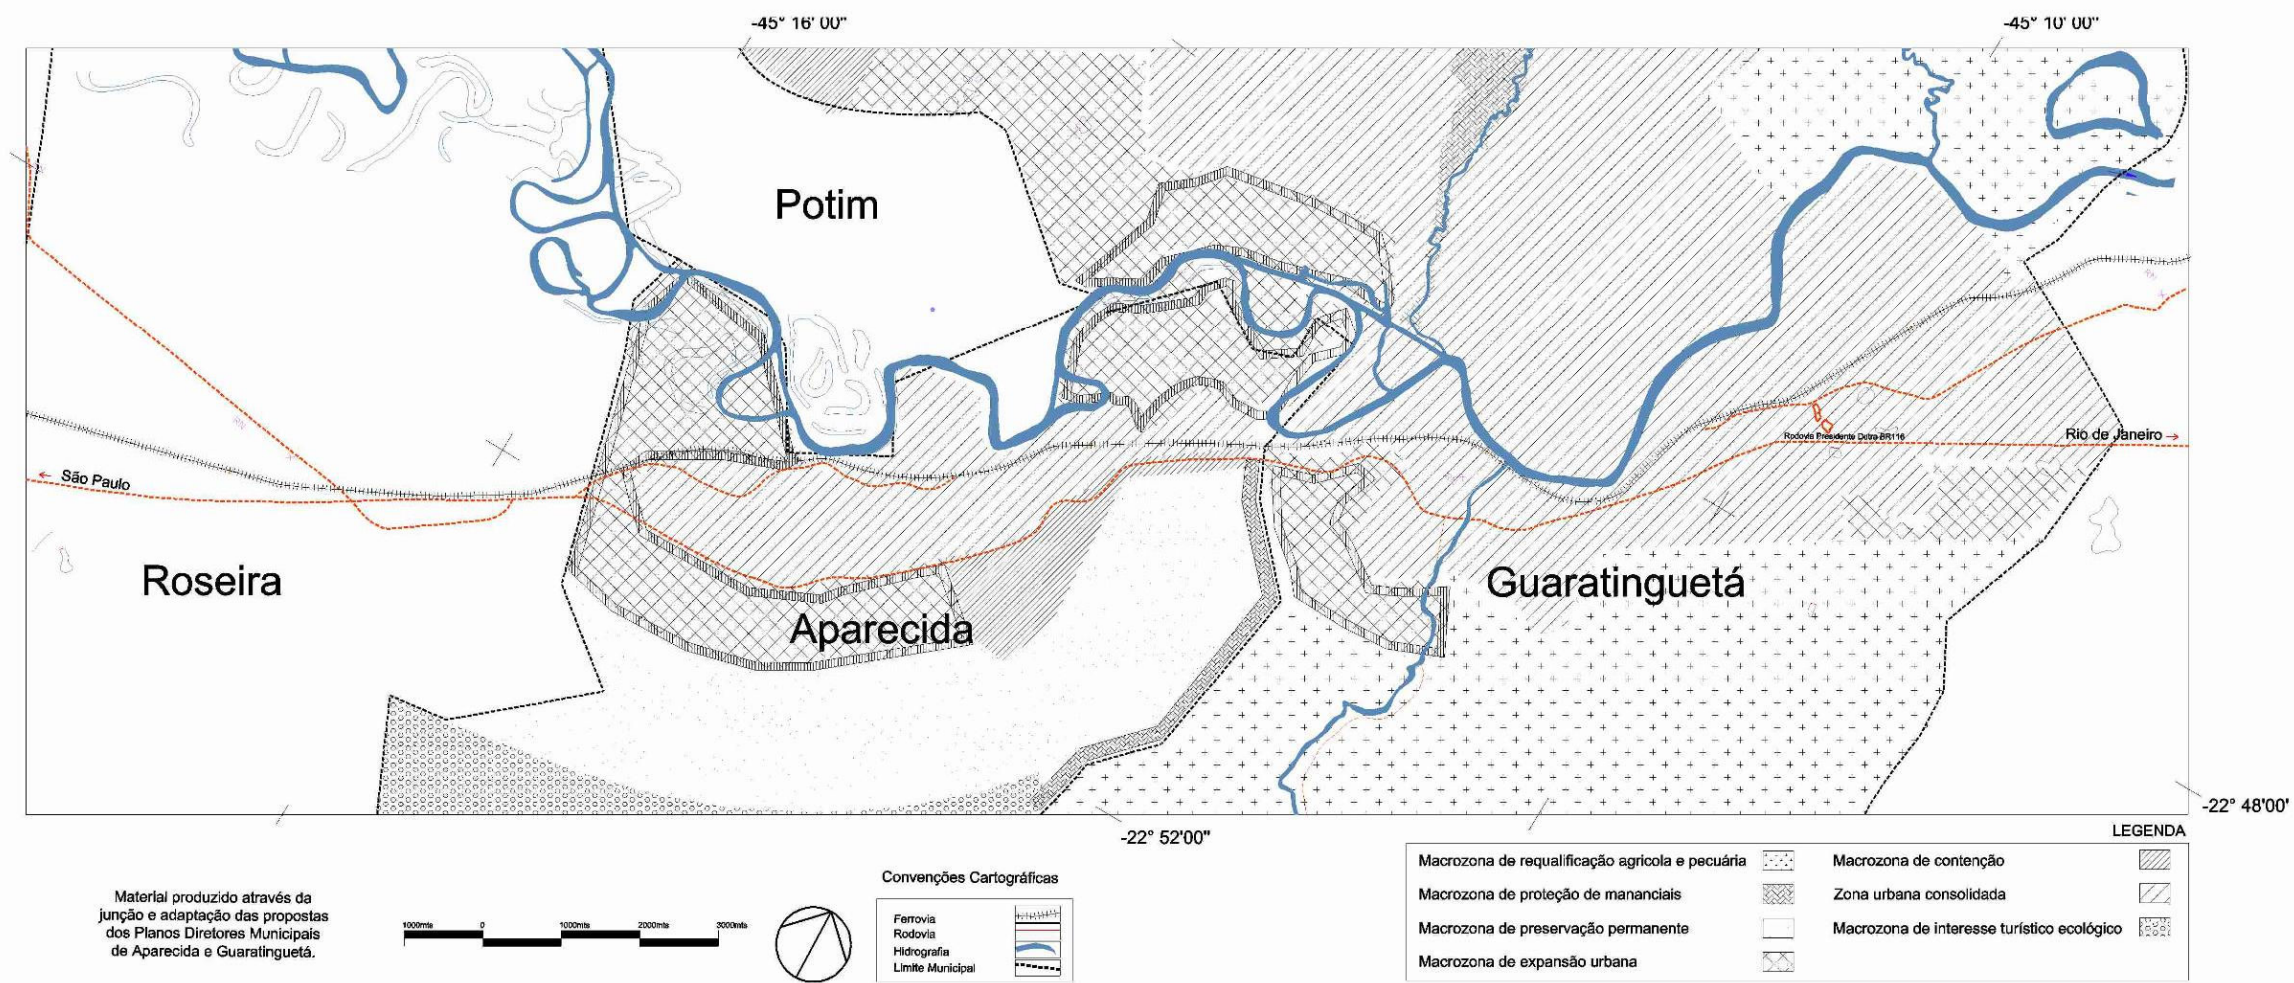 -45° 16' 00"
-45° 10' 00"
Potim
Rodovia Presidente Dutra BR116
Rio de Janeiro →
← São Paulo
Roseira
Guaratinguetá
Aparecida
-22° 48'00'
-22° 52'00"
LEGENDA
Macrozona de requalificação agrícola e pecuária
Macrozona de contenção
Macrozona de proteção de mananciais
Zona urbana consolidada
Macrozona de preservação permanente
Macrozona de interesse turístico ecológico
Macrozona de expansão urbana
Convenções Cartográficas
Ferrovia
Rodovia
Hidrografia
Limite Municipal
1000mts 0 1000mts 2000mts 3000mts
Material produzido através da
junção e adaptação das propostas
dos Planos Diretores Municipais
de Aparecida e Guaratinguetá.